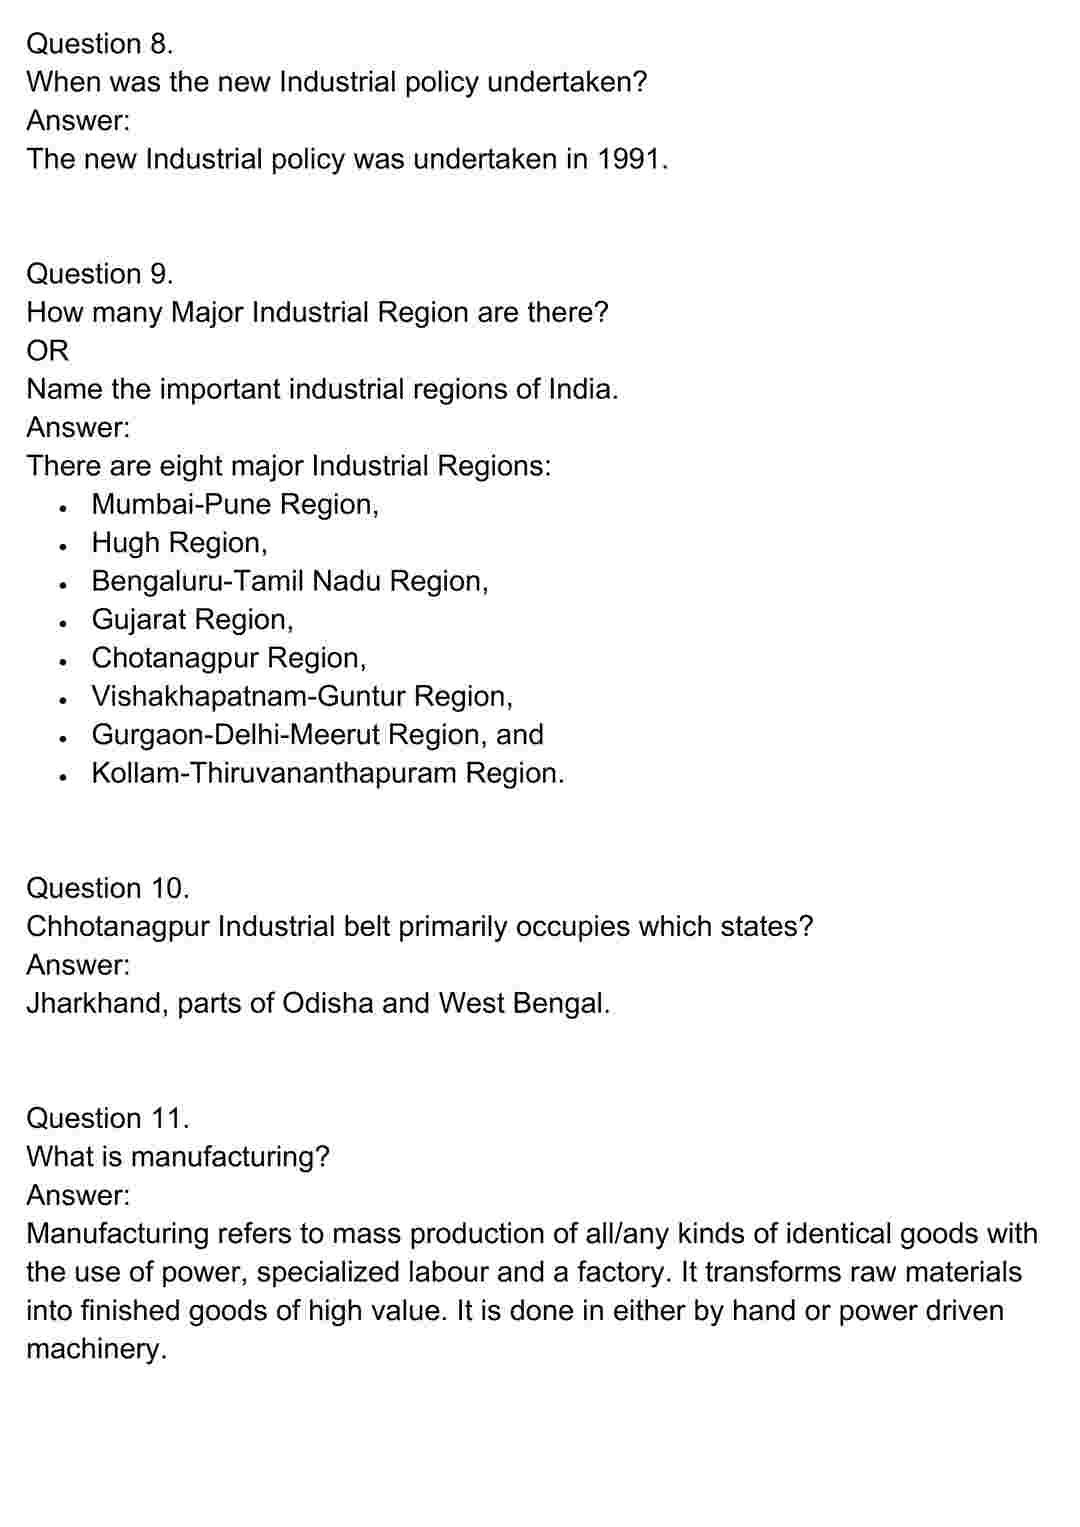 Question 8.
When was the new Industrial policy undertaken?
Answer:
The new Industrial policy was undertaken in 1991.
Question 9.
How many Major Industrial Region are there?
OR
Name the important industrial regions of India.
Answer:
There are eight major Industrial Regions:
• Mumbai-Pune Region,
• Hugh Region,
• Bengaluru-Tamil Nadu Region,
• Gujarat Region,
• Chotanagpur Region,
• Vishakhapatnam-Guntur Region,
• Gurgaon-Delhi-Meerut Region, and
• Kollam-Thiruvananthapuram Region.
Question 10.
Chhotanagpur Industrial belt primarily occupies which states?
Answer:
Jharkhand, parts of Odisha and West Bengal.
Question 11.
What is manufacturing?
Answer:
Manufacturing refers to mass production of all/any kinds of identical goods with
the use of power, specialized labour and a factory. It transforms raw materials
into finished goods of high value. It is done in either by hand or power driven
machinery.